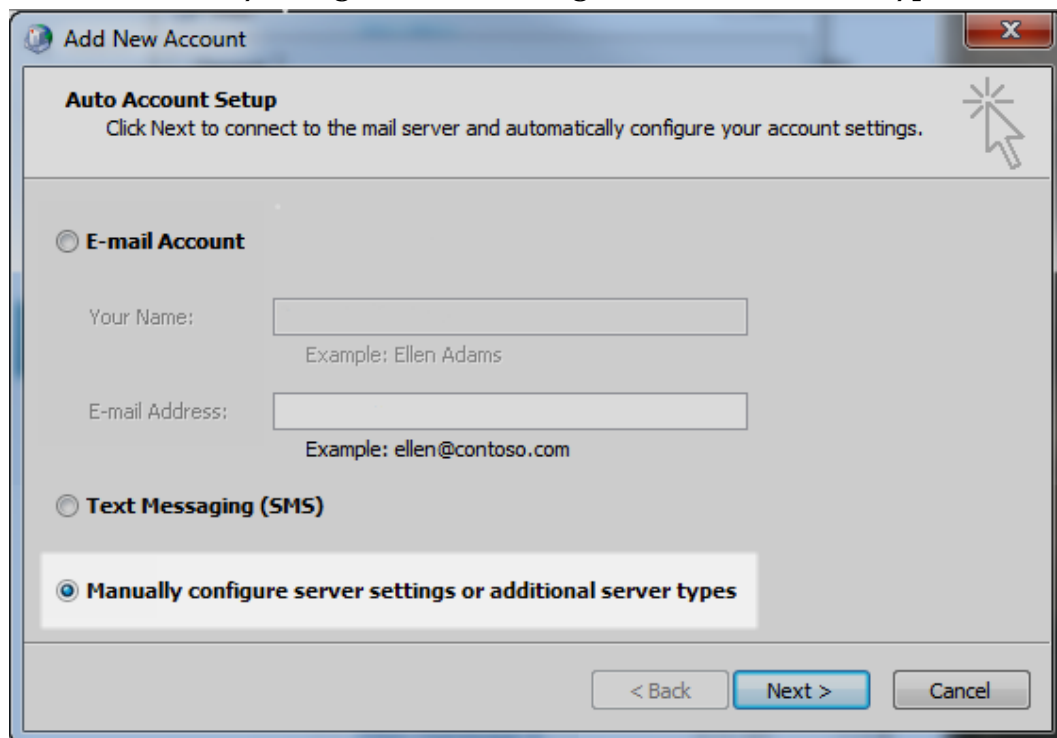 Add New Account
Auto Account Setup
Click Next to connect to the mail server and automatically configure your account settings.
E-mail Account
Your Name:
Example: Ellen Adams
E-mail Address:
Example: ellen@contoso.com
Text Messaging (SMS)
Manually configure server settings or additional server types
< Back Next > Cancel